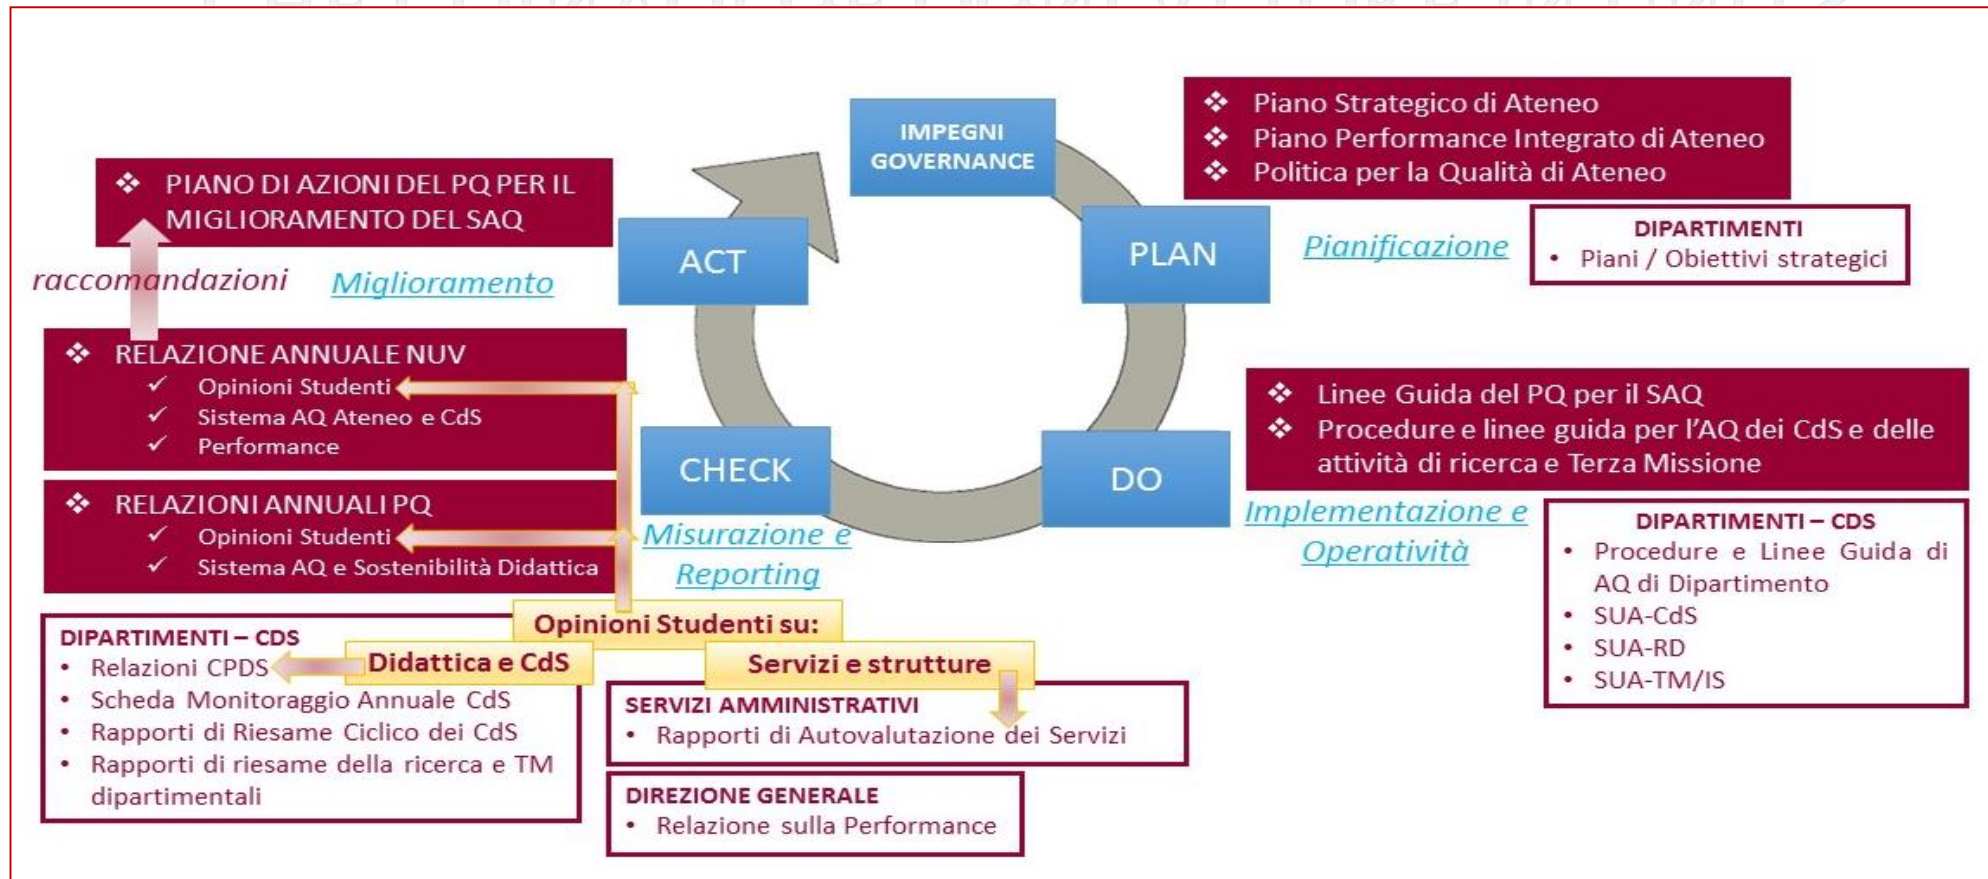 IMPEGNI
GOVERNANCE
❖ Piano Strategico di Ateneo
❖ Piano Performance Integrato di Ateneo
❖ Politica per la Qualità di Ateneo
PLAN
Pianificazione
DIPARTIMENTI
• Piani / Obiettivi strategici
❖ Linee Guida del PQ per il SAQ
❖ Procedure e linee guida per l'AQ dei CdS e delle
attività di ricerca e Terza Missione
DO
Implementazione e
Operatività
DIPARTIMENTI – CDS
• Procedure e Linee Guida di
AQ di Dipartimento
• SUA-CdS
• SUA-RD
• SUA-TM/IS
CHECK
Misurazione e
Reporting
ACT
Miglioramento
❖ PIANO DI AZIONI DEL PQ PER IL
MIGLIORAMENTO DEL SAQ
raccomandazioni
❖ RELAZIONE ANNUALE NUV
✓ Opinioni Studenti
✓ Sistema AQ Ateneo e CdS
✓ Performance
❖ RELAZIONI ANNUALI PQ
✓ Opinioni Studenti
✓ Sistema AQ e Sostenibilità Didattica
Opinioni Studenti su:
Didattica e CdS
Servizi e strutture
DIPARTIMENTI – CDS
• Relazioni CPDS
• Scheda Monitoraggio Annuale CdS
• Rapporti di Riesame Ciclico dei CdS
• Rapporti di riesame della ricerca e TM
dipartimentali
SERVIZI AMMINISTRATIVI
• Rapporti di Autovalutazione dei Servizi
DIREZIONE GENERALE
• Relazione sulla Performance